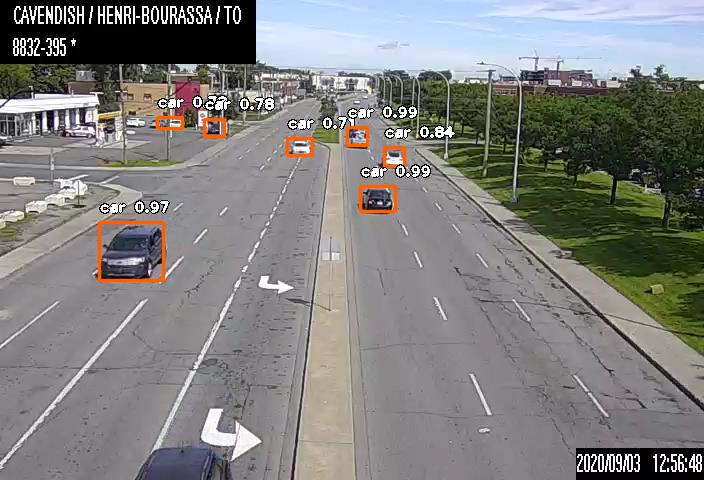 CAVENDISH / HENRI-BOURASSA / TO
8832-395 *
car 0.78
car 0.99
car 0.71
car 0.84
car 0.99
car 0.97
2020/09/03 12:56:48